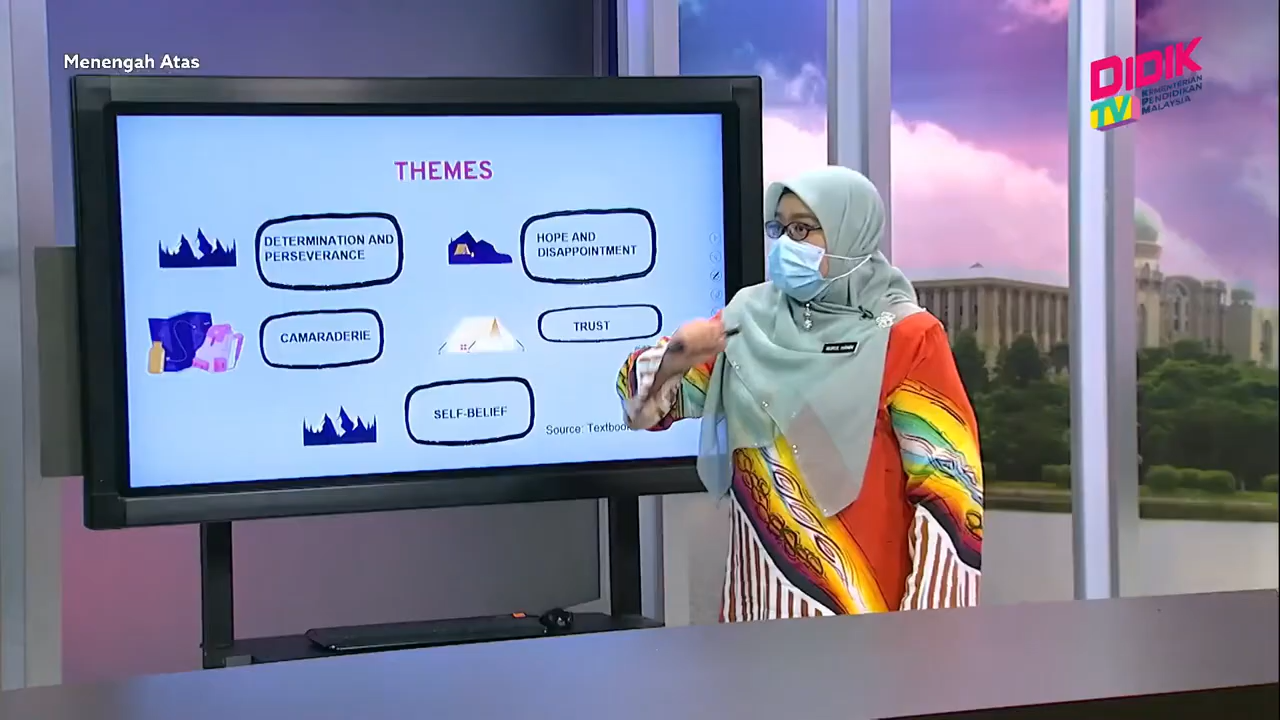 Menengah Atas
DIDIK
TV
KEMENTERIAN
PENDIDIKAN
MALAYSIA
THEMES
DETERMINATION AND
PERSEVERANCE
HOPE AND
DISAPPOINTMENT
CAMARADERIE
TRUST
SELF-BELIEF
Source: Textbook